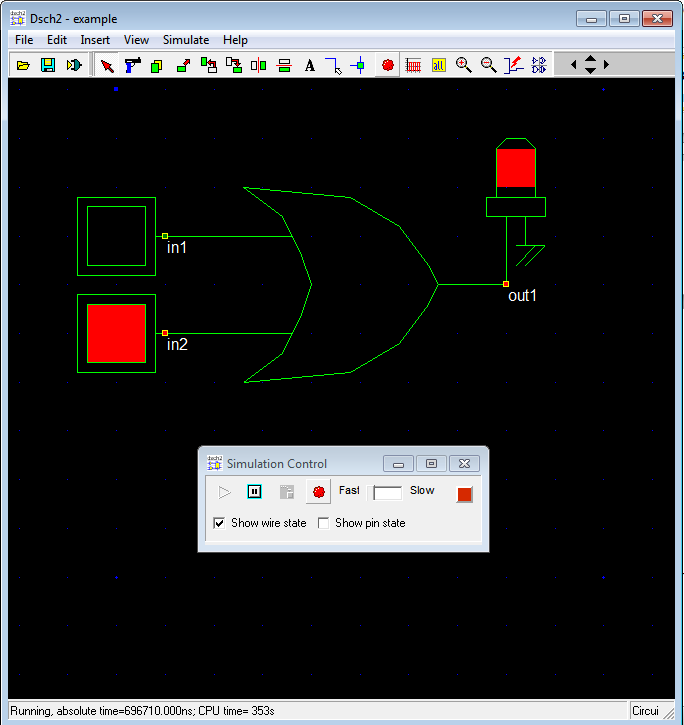 Dsch2 - example
File Edit Insert View Simulate Help
A
all
in1
in2
out1
Simulation Control
Fast Slow
Show wire state Show pin state
Running, absolute time=696710.000ns; CPU time= 353s Circui